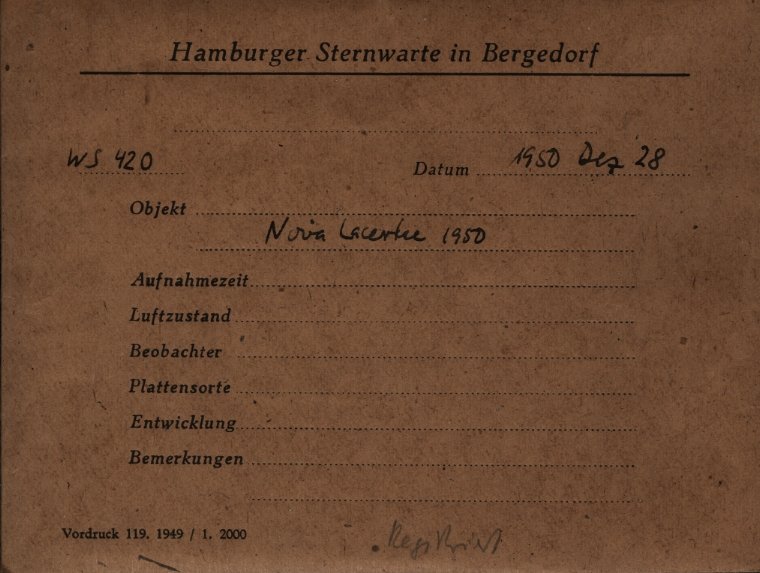 Hamburger Sternwarte in Bergedorf
WS 420 Datum 1950 Dez 28
Objekt
Nova Lacertae 1950
Aufnahmezeit
Luftzustand
Beobachter
Plattensorte
Entwicklung
Bemerkungen
Vordruck 119. 1949 / 1. 2000
Registriert